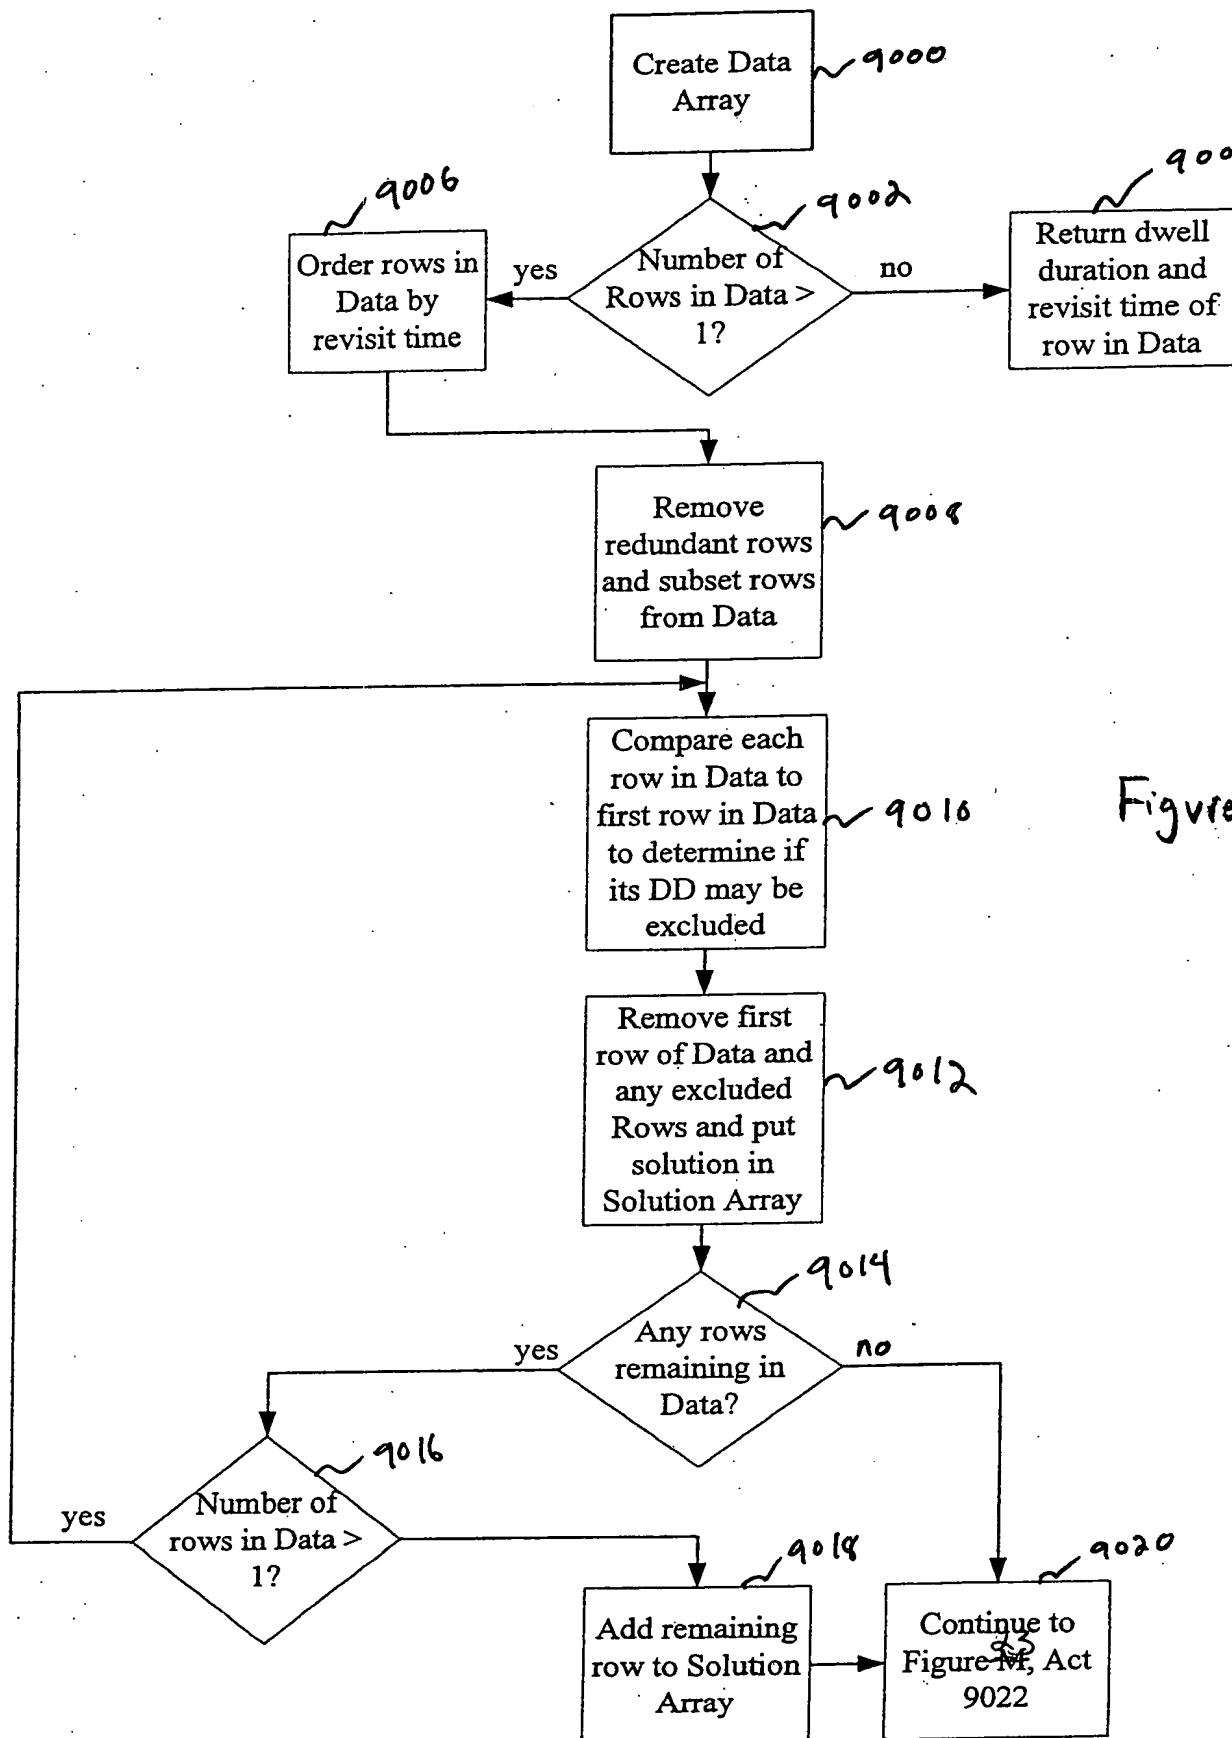 Create Data
Array
9000
9006
9002
900
Order rows in
Data by
revisit time
yes
Number of
Rows in Data >
1?
no
Return dwell
duration and
revisit time of
row in Data
Remove
redundant rows
and subset rows
from Data
9008
Compare each
row in Data to
first row in Data
to determine if
its DD may be
excluded
9010
Figure
Remove first
row of Data and
any excluded
Rows and put
solution in
Solution Array
9012
9014
yes
Any rows
remaining in
Data?
no
9016
yes
Number of
rows in Data >
1?
9018
9020
Add remaining
row to Solution
Array
Continue to
23
Figure M, Act
9022